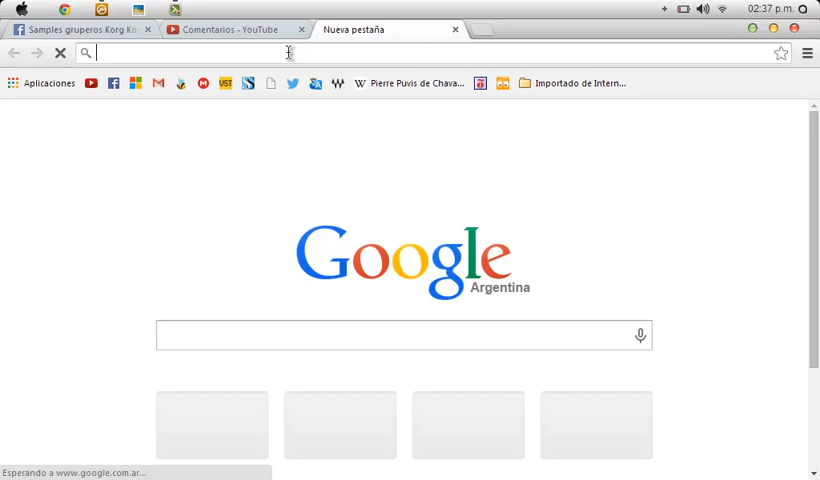 02:37 p.m.
Samples gruperos Korg Ko
Comentarios - YouTube
Nueva pestaña
Aplicaciones
UST
Pierre Puvis de Chava...
Importado de Intern...
Google
Argentina
Esperando a www.google.com.ar...